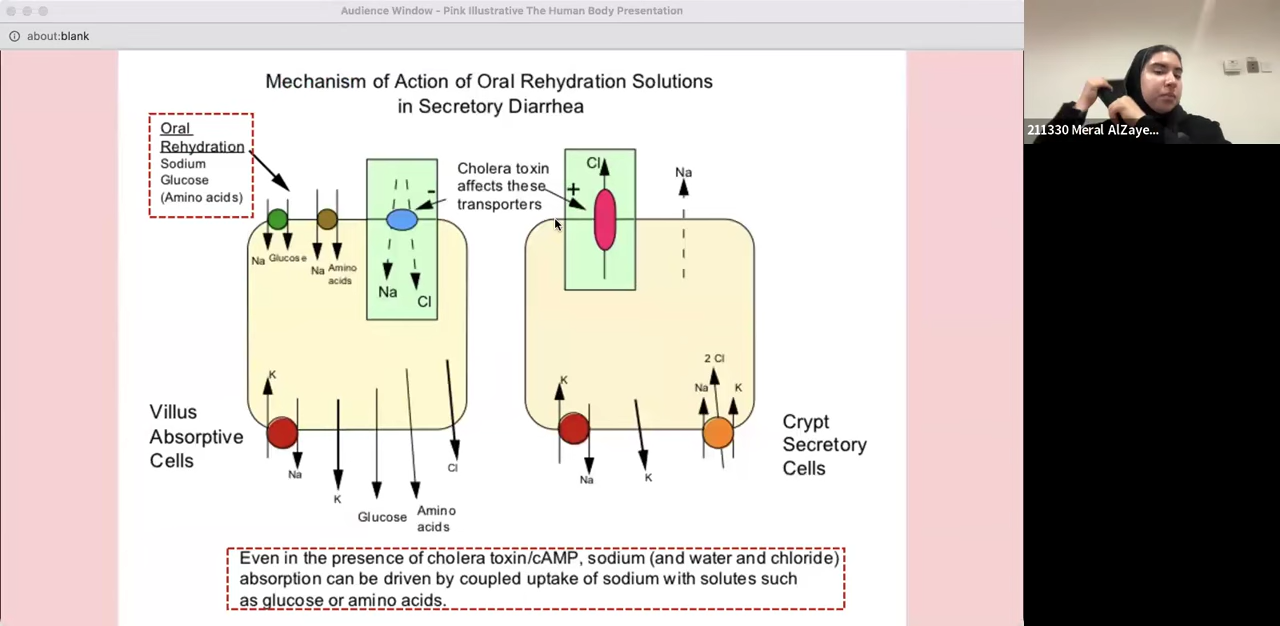 Audience Window - Pink Illustrative The Human Body Presentation
about:blank
Mechanism of Action of Oral Rehydration Solutions
in Secretory Diarrhea
Oral
Rehydration
Sodium
Glucose
(Amino acids)
Cholera toxin
affects these
transporters
-
+
Cl
Na
Na
Glucose
Na
Amino
acids
Na
Cl
K
Na
K
Glucose
Amino
acids
Cl
Villus
Absorptive
Cells
K
Na
K
2 Cl
Na
K
Crypt
Secretory
Cells
Even in the presence of cholera toxin/cAMP, sodium (and water and chloride)
absorption can be driven by coupled uptake of sodium with solutes such
as glucose or amino acids.
211330 Meral AlZaye...